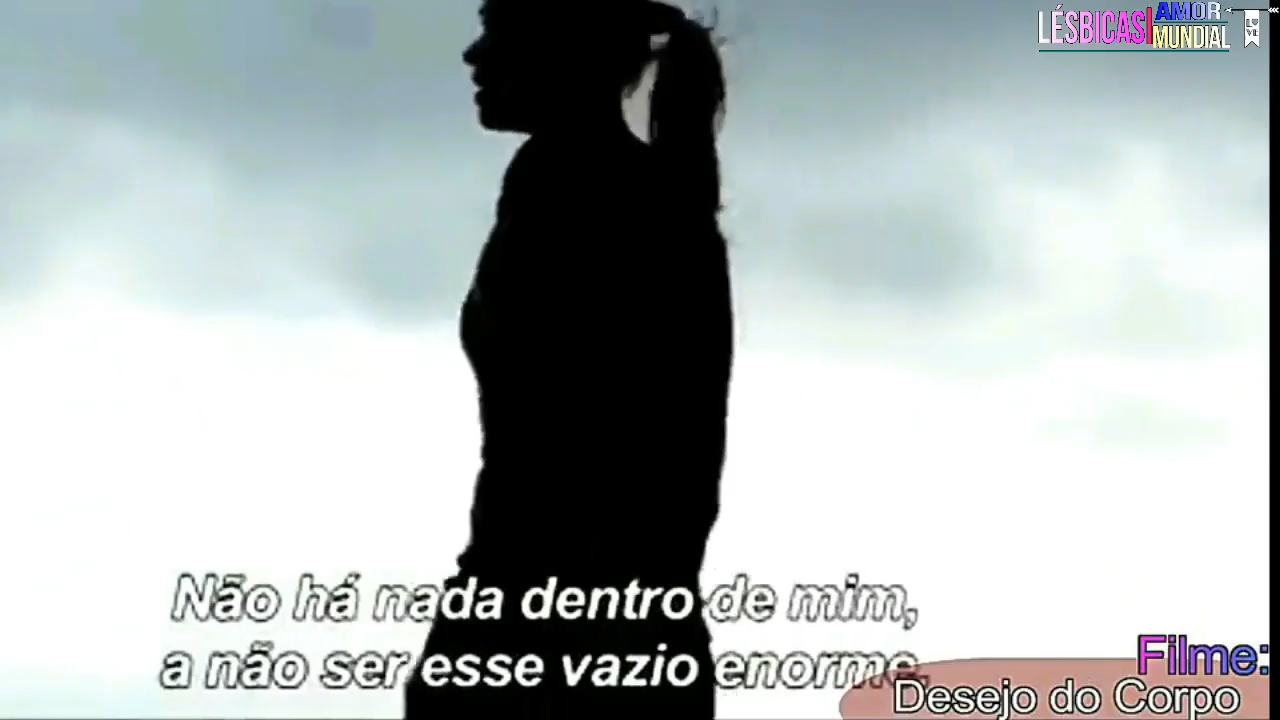 LÉSBICAS AMOR
MUNDIAL
Não há nada dentro de mim,
a não ser esse vazio enorme.
Filme:
Desejo do Corpo